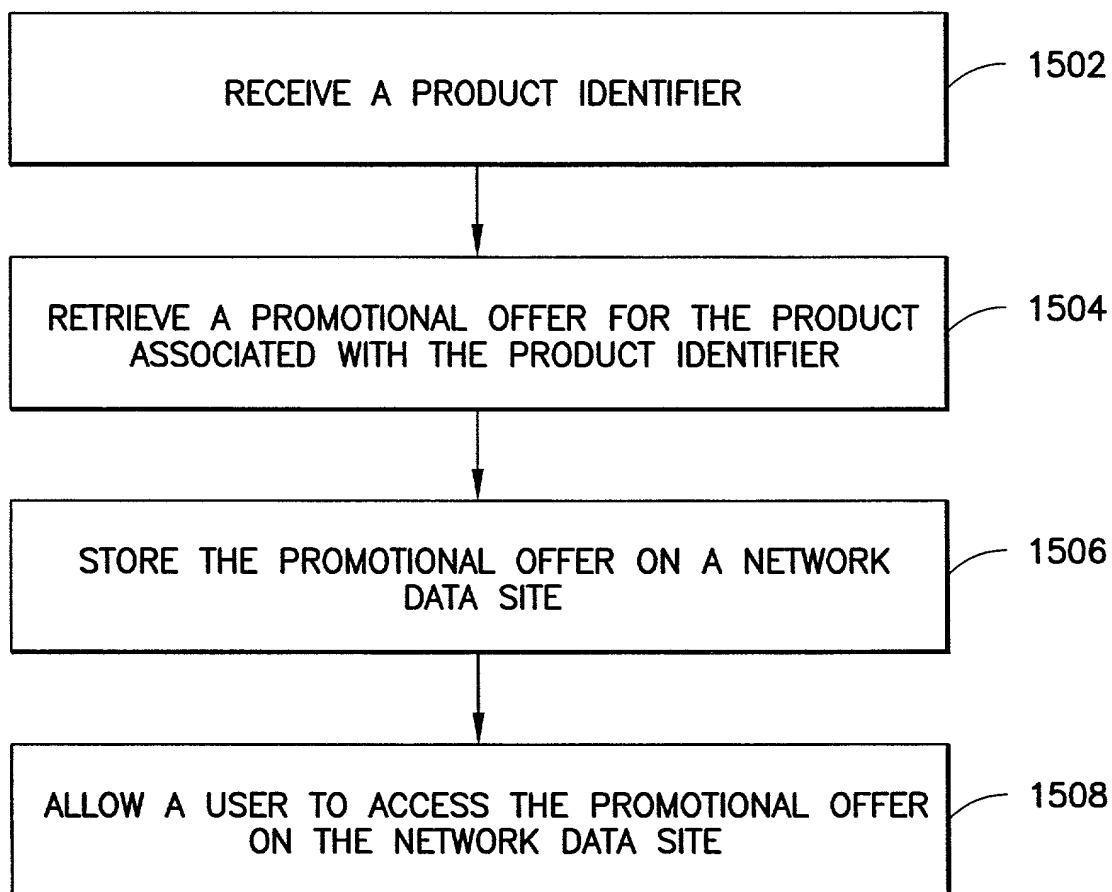 RECEIVE A PRODUCT IDENTIFIER
1502
RETRIEVE A PROMOTIONAL OFFER FOR THE PRODUCT
ASSOCIATED WITH THE PRODUCT IDENTIFIER
1504
STORE THE PROMOTIONAL OFFER ON A NETWORK
DATA SITE
1506
ALLOW A USER TO ACCESS THE PROMOTIONAL OFFER
ON THE NETWORK DATA SITE
1508